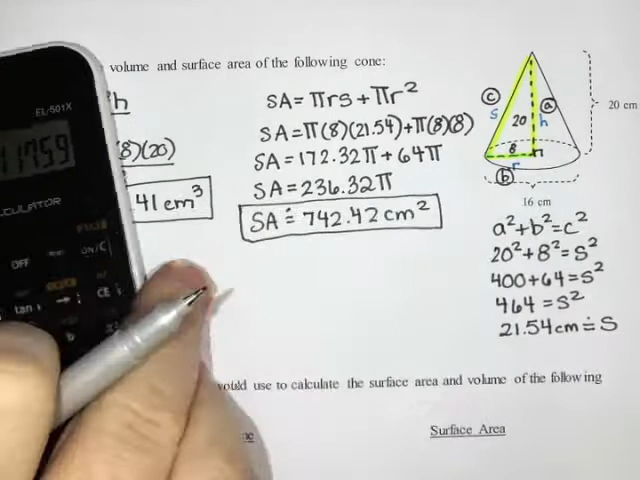 volume and surface area of the following cone:
h
8)(20)
41 cm³
SA = πrs + πr²
SA = π(8)(21.54)+π(8)(8)
SA = 172.32π + 64π
SA = 236.32π
SA ≐ 742.42 cm²
c
s
20
a
h
8
r
b
20 cm
16 cm
a²+b²=c²
20²+8²=s²
400+64=s²
464 =s²
21.54cm ≐ s
EL-501X
OFF
ON/C
tan
CE
would use to calculate the surface area and volume of the following
Surface Area